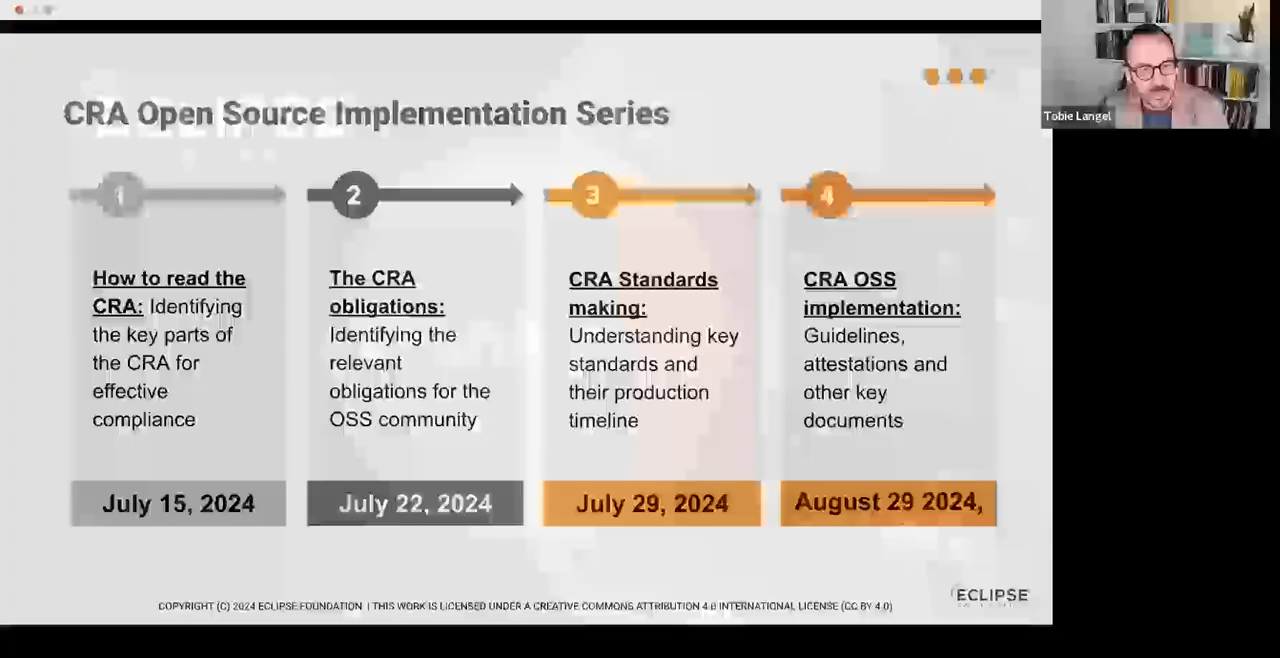 Tobie Langel
CRA Open Source Implementation Series
1
2
3
4
How to read the
CRA: Identifying
the key parts of
the CRA for
effective
compliance
The CRA
obligations:
Identifying the
relevant
obligations for the
OSS community
CRA Standards
making:
Understanding key
standards and
their production
timeline
CRA OSS
implementation:
Guidelines,
attestations and
other key
documents
July 15, 2024
July 22, 2024
July 29, 2024
August 29 2024,
COPYRIGHT (C) 2024 ECLIPSE FOUNDATION | THIS WORK IS LICENSED UNDER A CREATIVE COMMONS ATTRIBUTION 4.0 INTERNATIONAL LICENSE (CC BY 4.0)
ECLIPSE